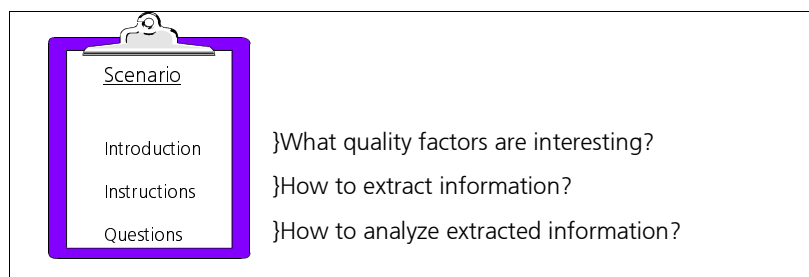 Scenario
Introduction }What quality factors are interesting?
Instructions }How to extract information?
Questions }How to analyze extracted information?